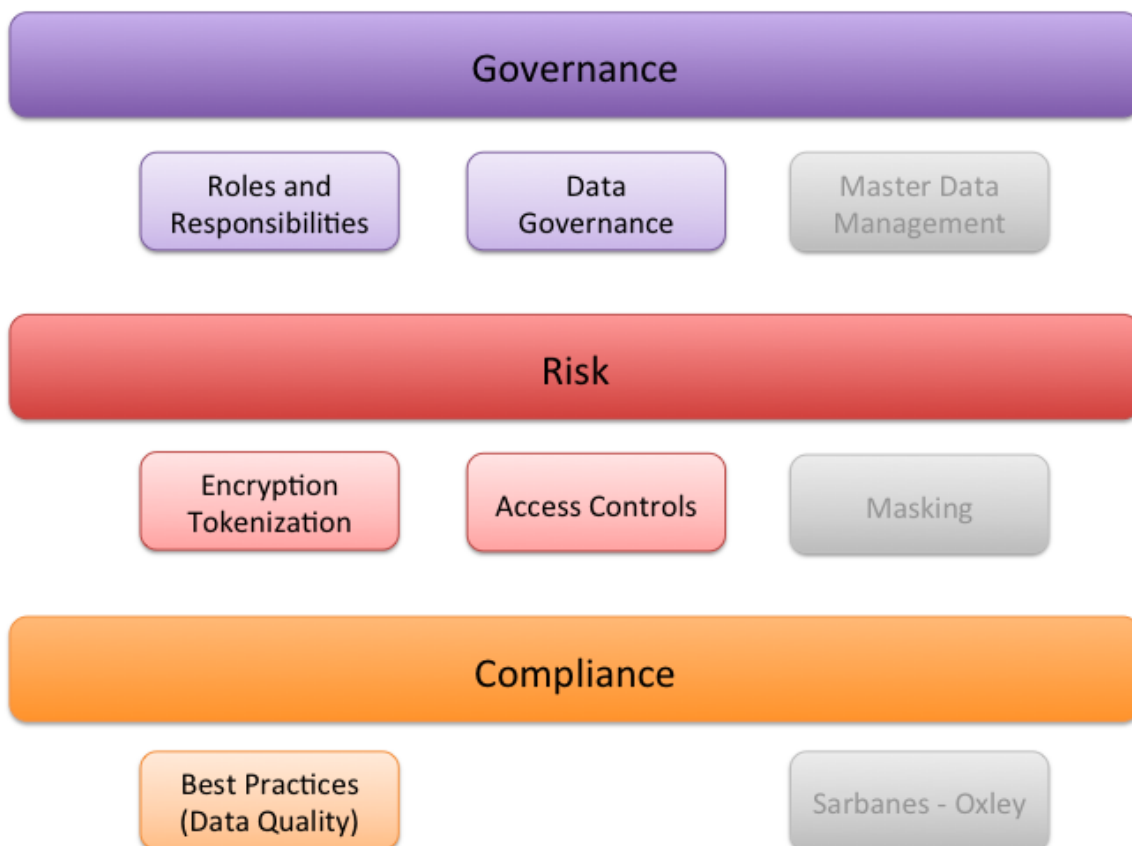 Governance
Roles and
Responsibilities
Data
Governance
Master Data
Management
Risk
Encryption
Tokenization
Access Controls
Masking
Compliance
Best Practices
(Data Quality)
Sarbanes - Oxley